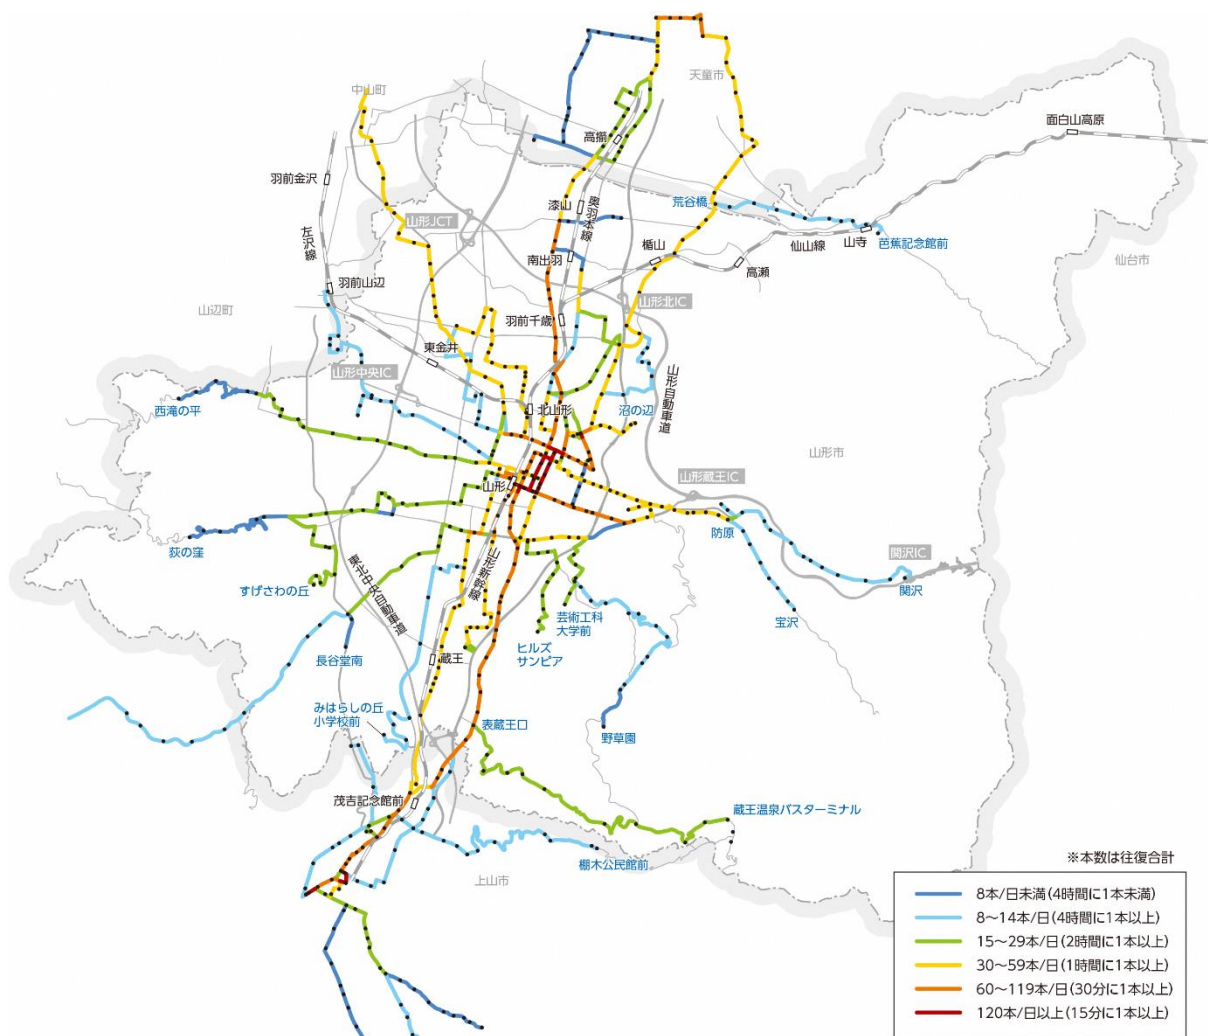 天童市
中山町
面白山高原
高擶
羽前金沢
荒谷橋
漆山
奥羽本線
山形JCT
左沢線
楯山
仙山線
山寺
芭蕉記念館前
南出羽
高瀬
仙台市
羽前山辺
山形北IC
山辺町
羽前千歳
東金井
山形中央IC
山形自動車道
西滝の平
北山形
沼の辺
山形市
山形蔵王IC
山形
防原
荻の窪
関沢IC
東北中央自動車道
山形新幹線
関沢
すげさわの丘
芸術工科
大学前
宝沢
ヒルズ
サンピア
長谷堂南
蔵王
みはらしの丘
小学校前
表蔵王口
野草園
茂吉記念館前
蔵王温泉バスターミナル
棚木公民館前
上山市
※本数は往復合計
8本/日未満(4時間に1本未満)
8～14本/日(4時間に1本以上)
15～29本/日(2時間に1本以上)
30～59本/日(1時間に1本以上)
60～119本/日(30分に1本以上)
120本/日以上(15分に1本以上)